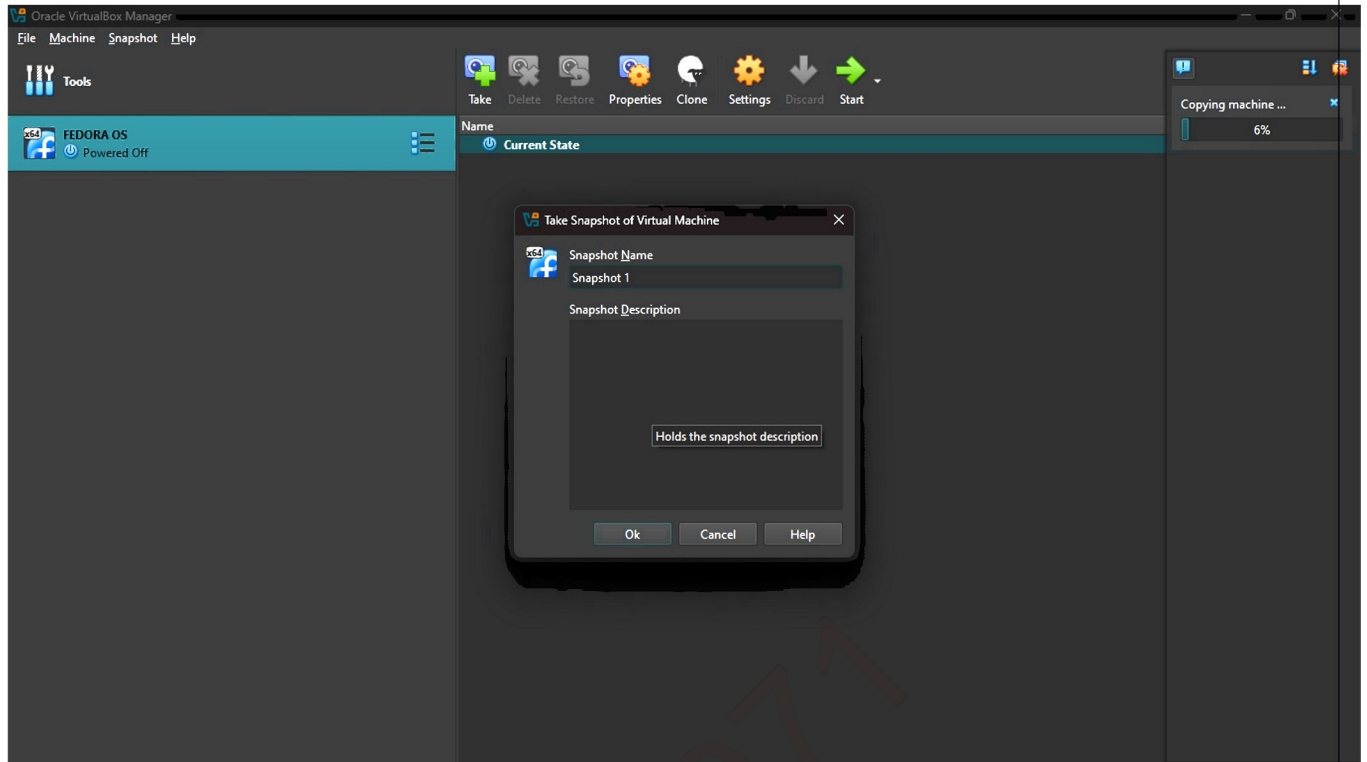 Oracle VirtualBox Manager
File Machine Snapshot Help
Tools
Take Delete Restore Properties Clone Settings Discard Start
Copying machine ...
6%
x64
FEDORA OS
Powered Off
Name
Current State
Take Snapshot of Virtual Machine
x64
Snapshot Name
Snapshot 1
Snapshot Description
Holds the snapshot description
Ok Cancel Help